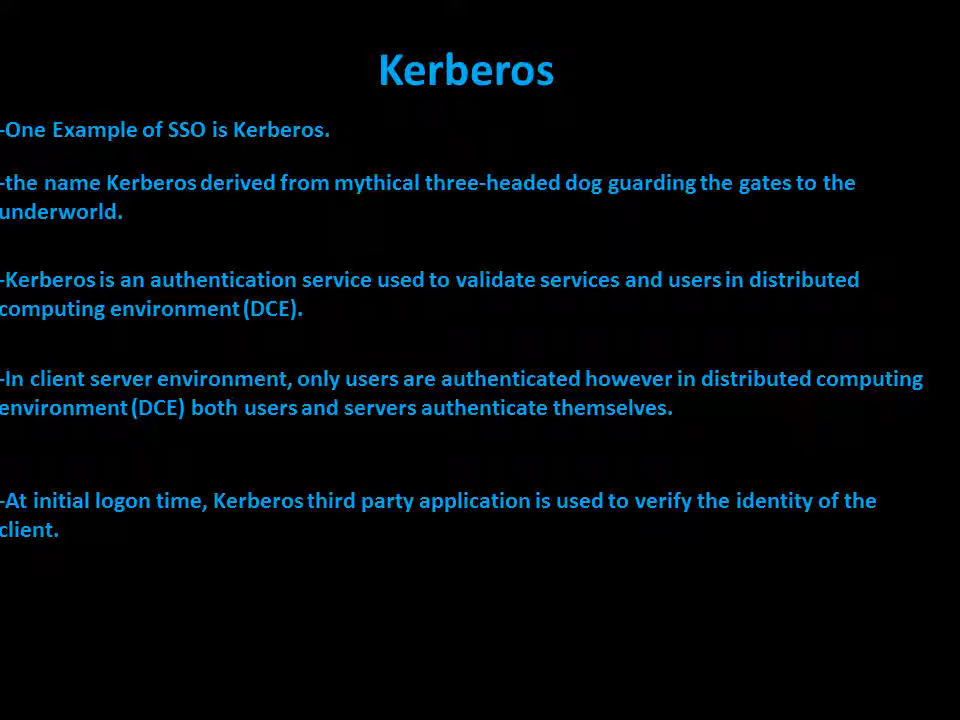 Kerberos
-One Example of SSO is Kerberos.
-the name Kerberos derived from mythical three-headed dog guarding the gates to the
underworld.
-Kerberos is an authentication service used to validate services and users in distributed
computing environment (DCE).
-In client server environment, only users are authenticated however in distributed computing
environment (DCE) both users and servers authenticate themselves.
-At initial logon time, Kerberos third party application is used to verify the identity of the
client.